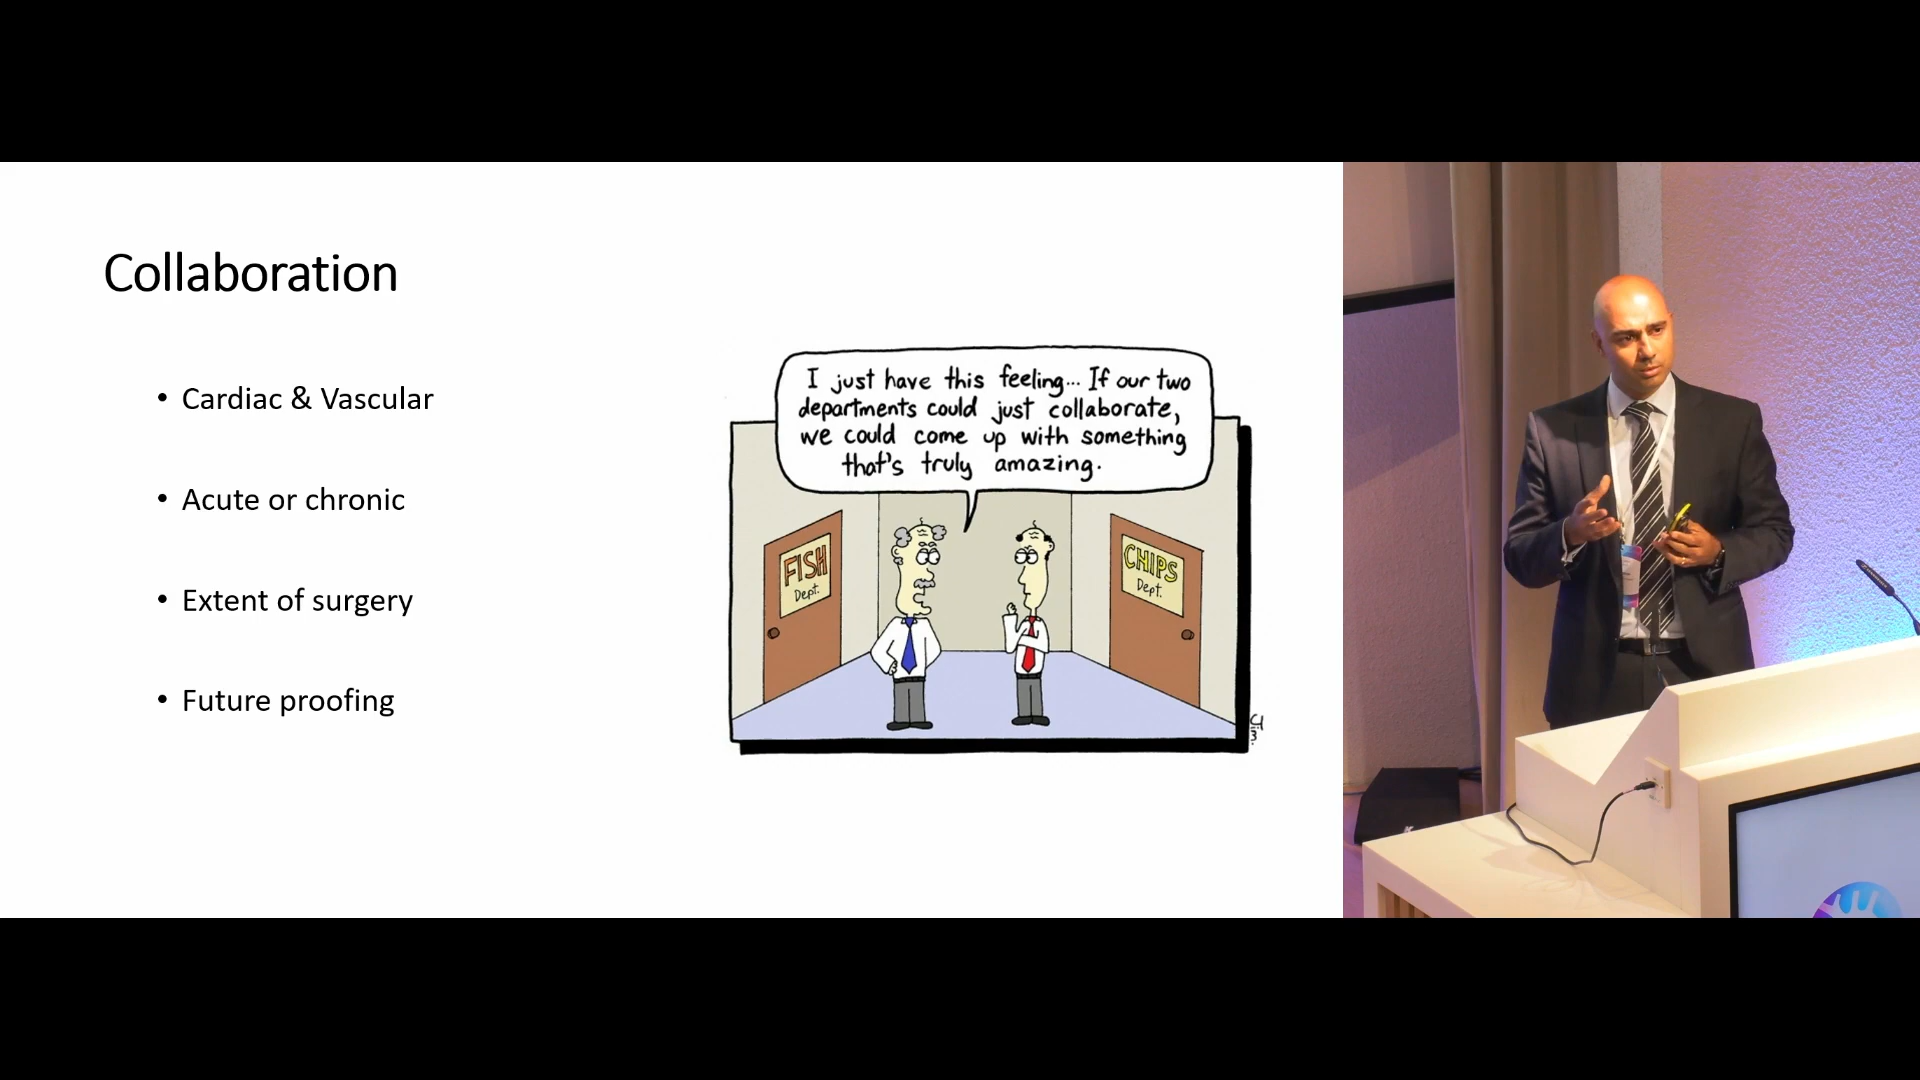 Collaboration
• Cardiac & Vascular
• Acute or chronic
• Extent of surgery
• Future proofing
I just have this feeling... If our two
departments could just collaborate,
we could come up with something
that's truly amazing.
FISH
Dept.
CHIPS
Dept.